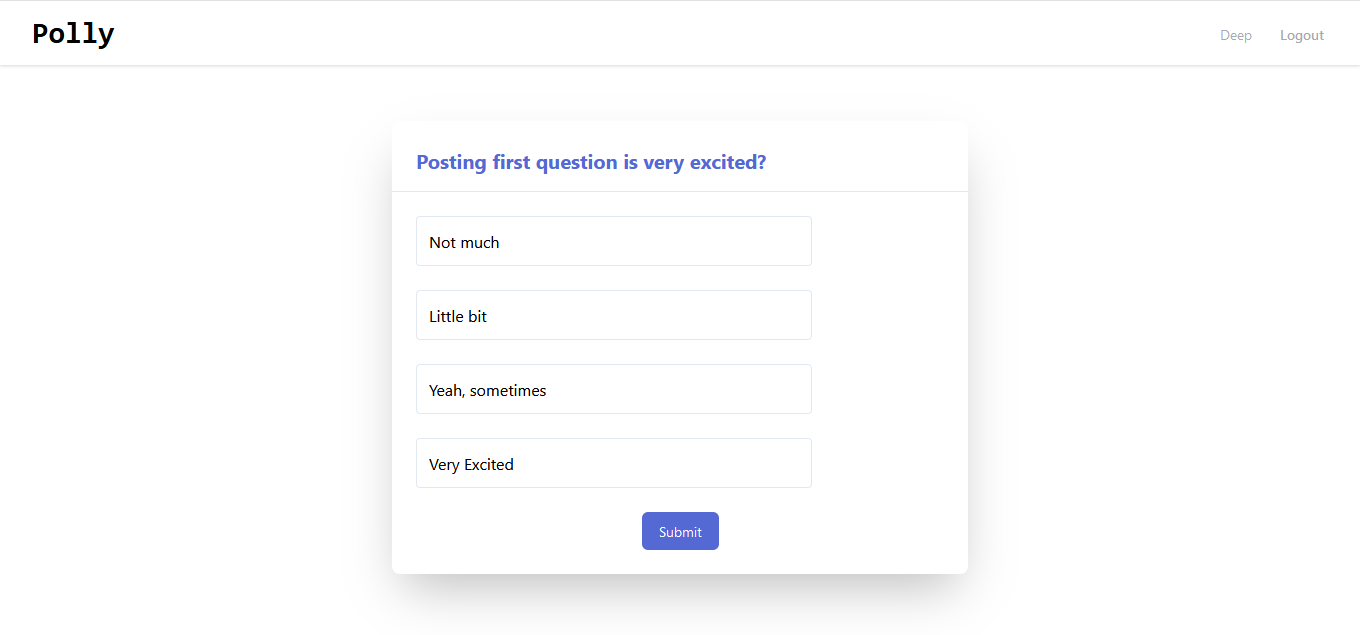 Polly
Deep Logout
Posting first question is very excited?
Not much
Little bit
Yeah, sometimes
Very Excited
Submit